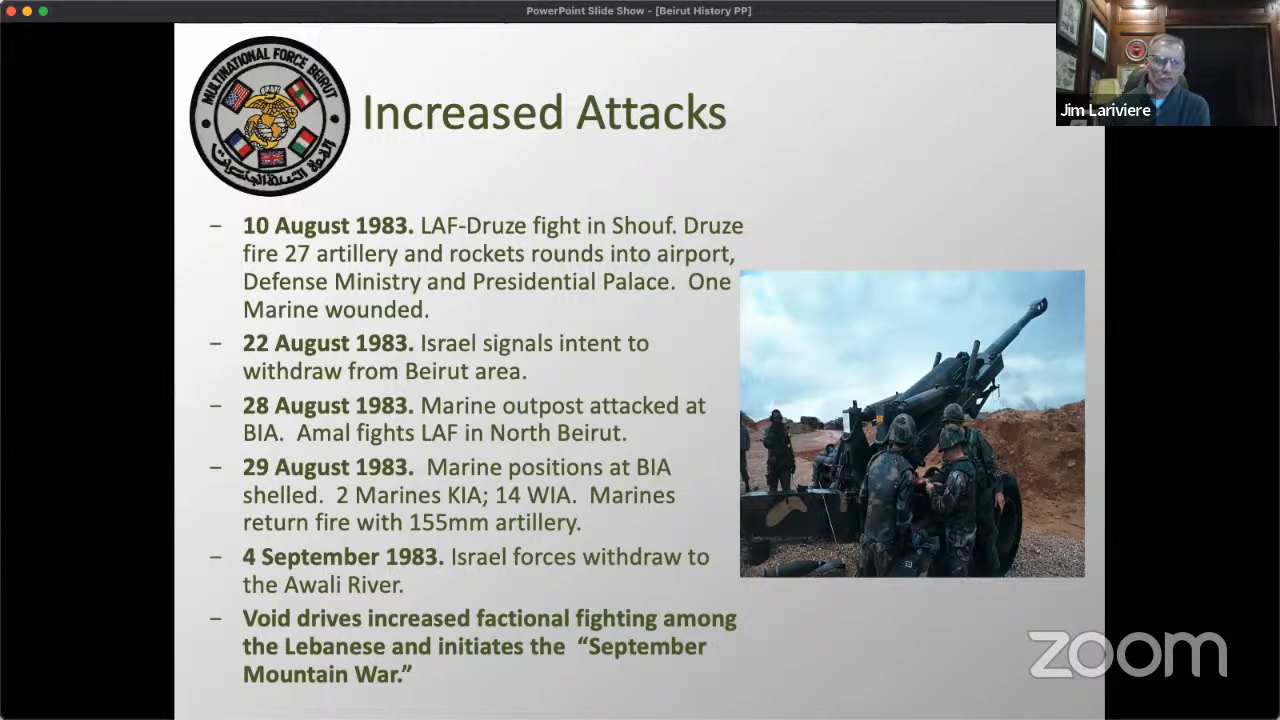 PowerPoint Slide Show - [Beirut History PP]
Jim Lariviere
MULTINATIONAL FORCE BEIRUT
Increased Attacks
– 10 August 1983. LAF-Druze fight in Shouf. Druze
fire 27 artillery and rockets rounds into airport,
Defense Ministry and Presidential Palace.  One
Marine wounded.
– 22 August 1983. Israel signals intent to
withdraw from Beirut area.
– 28 August 1983. Marine outpost attacked at
BIA.  Amal fights LAF in North Beirut.
– 29 August 1983.  Marine positions at BIA
shelled.  2 Marines KIA; 14 WIA.  Marines
return fire with 155mm artillery.
– 4 September 1983. Israel forces withdraw to
the Awali River.
– Void drives increased factional fighting among
the Lebanese and initiates the  “September
Mountain War.”
zoom